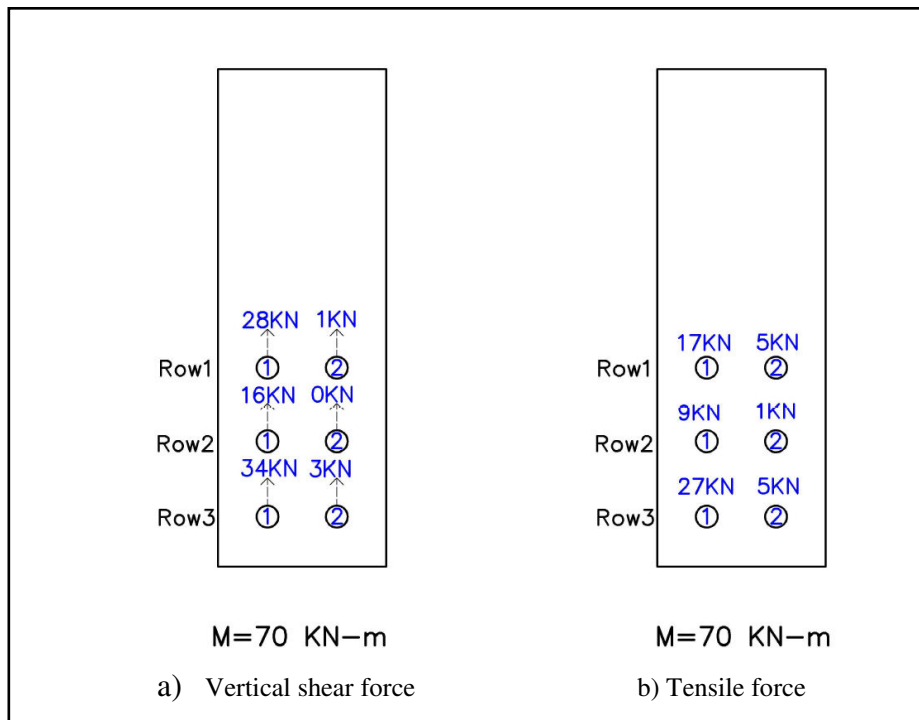 28KN 1KN
Row1 1 2
16KN 0KN
Row2 1 2
34KN 3KN
Row3 1 2
M=70 KN-m
a) Vertical shear force
17KN 5KN
Row1 1 2
9KN 1KN
Row2 1 2
27KN 5KN
Row3 1 2
M=70 KN-m
b) Tensile force